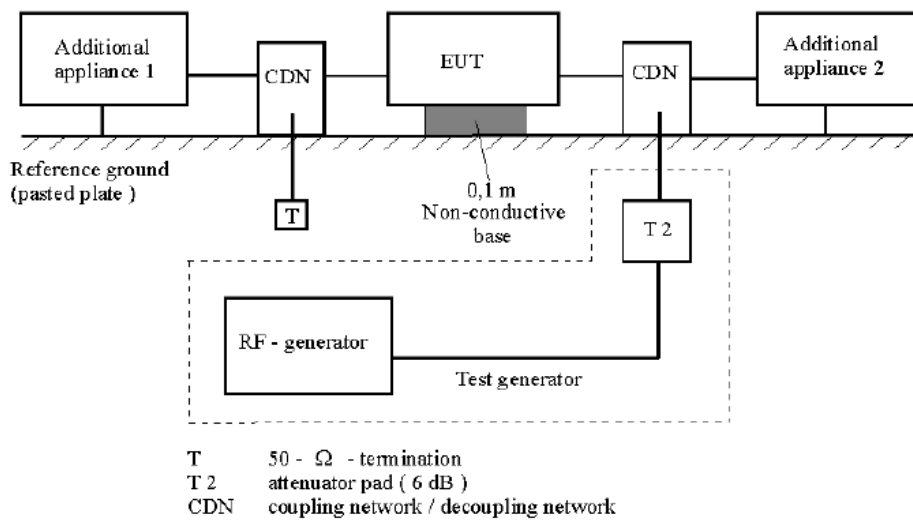 Additional
appliance 1
CDN
EUT
CDN
Additional
appliance 2
Reference ground
(pasted plate )
T
0,1 m
Non-conductive
base
T 2
RF - generator
Test generator
T 50 - Ω - termination
T 2 attenuator pad ( 6 dB )
CDN coupling network / decoupling network